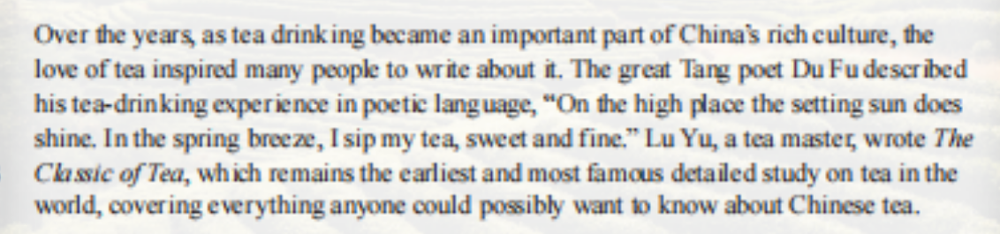 Over the years, as tea drinking became an important part of China's rich culture, the
love of tea inspired many people to write about it. The great Tang poet Du Fu described
his tea-drinking experience in poetic language, “On the high place the setting sun does
shine. In the spring breeze, I sip my tea, sweet and fine.” Lu Yu, a tea master, wrote The
Classic of Tea, which remains the earliest and most famous detailed study on tea in the
world, covering everything anyone could possibly want to know about Chinese tea.